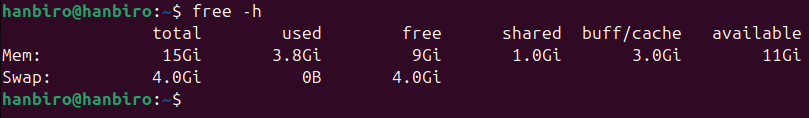 hanbiro@hanbiro:~$ free -h
               total        used        free      shared  buff/cache   available
Mem:            15Gi       3.8Gi         9Gi       1.0Gi       3.0Gi        11Gi
Swap:          4.0Gi          0B       4.0Gi
hanbiro@hanbiro:~$